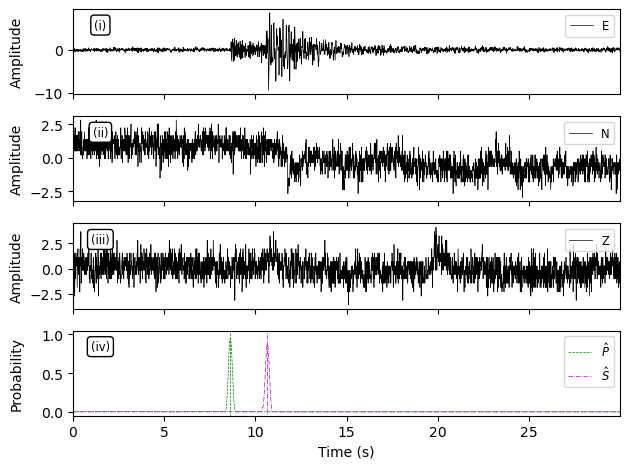 (i)
E
Amplitude
0
−10
(ii)
N
Amplitude
2.5
0.0
−2.5
(iii)
Z
Amplitude
2.5
0.0
−2.5
(iv)
P̂
Ŝ
Probability
1.0
0.5
0.0
0 5 10 15 20 25
Time (s)